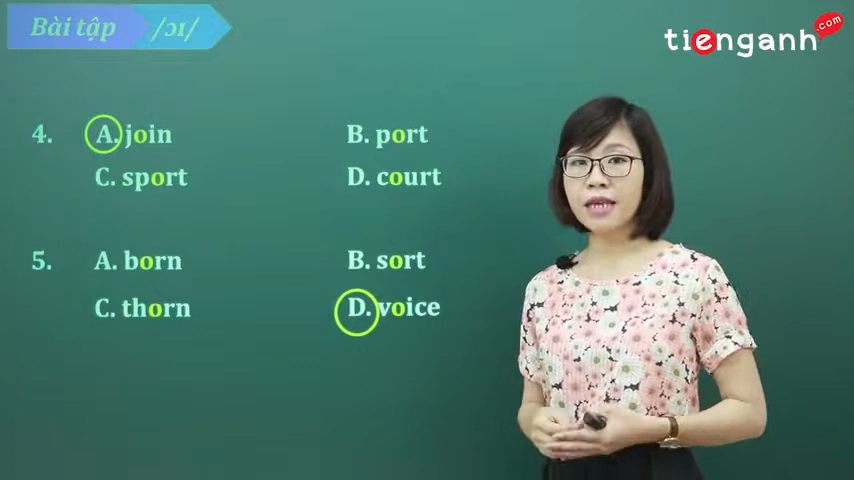 Bài tập /ɔɪ/
tienganh.com
4. A. join B. port
C. sport D. court
5. A. born B. sort
C. thorn D. voice